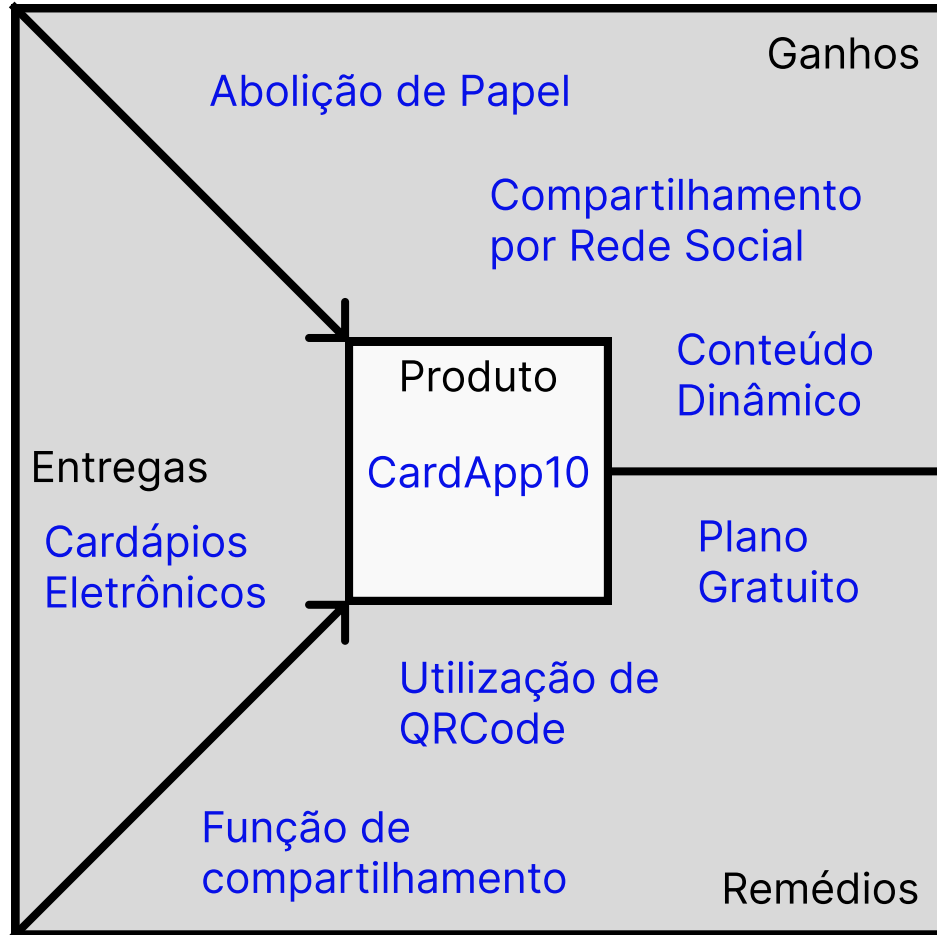 Ganhos
Abolição de Papel
Compartilhamento
por Rede Social
Conteúdo
Dinâmico
Produto
CardApp10
Entregas
Cardápios
Eletrônicos
Plano
Gratuito
Utilização de
QRCode
Função de
compartilhamento
Remédios